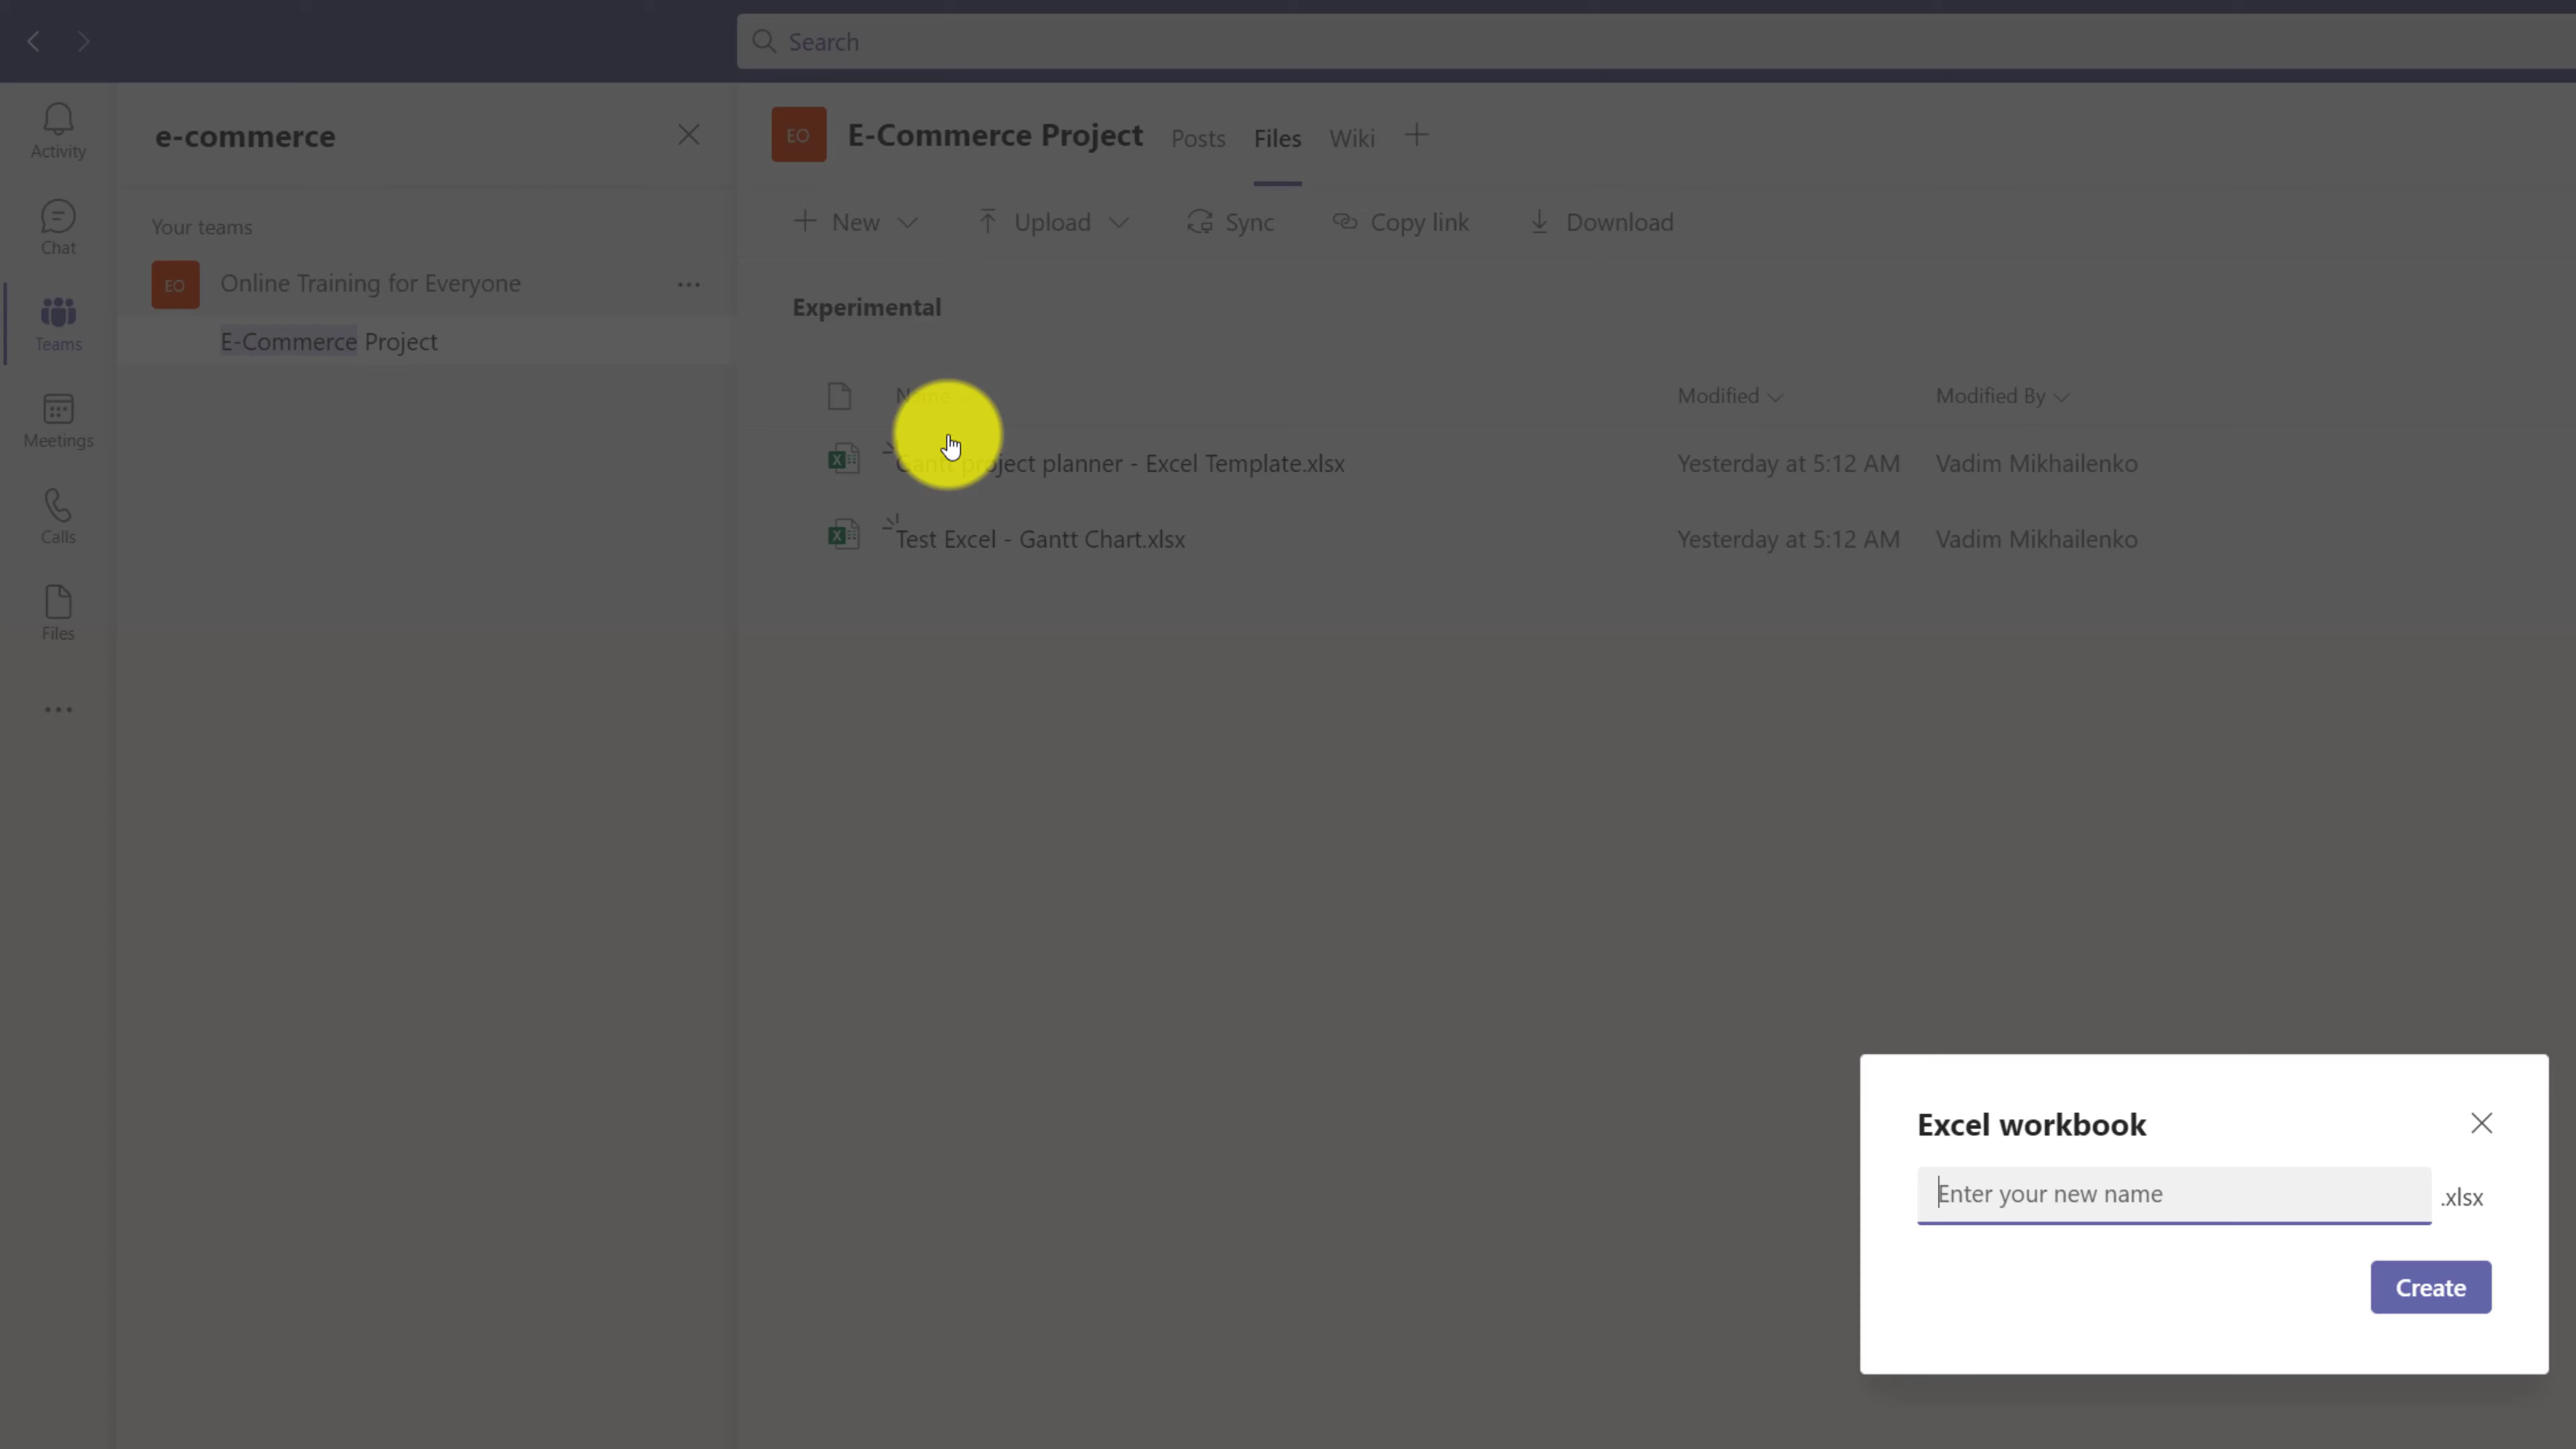 Search
Activity
Chat
Teams
Meetings
Calls
Files
e-commerce
Your teams
EO Online Training for Everyone
E-Commerce Project
EO E-Commerce Project Posts Files Wiki
New Upload Sync Copy link Download
Experimental
Name Modified Modified By
Gantt project planner - Excel Template.xlsx Yesterday at 5:12 AM Vadim Mikhailenko
Test Excel - Gantt Chart.xlsx Yesterday at 5:12 AM Vadim Mikhailenko
Excel workbook
Enter your new name .xlsx
Create